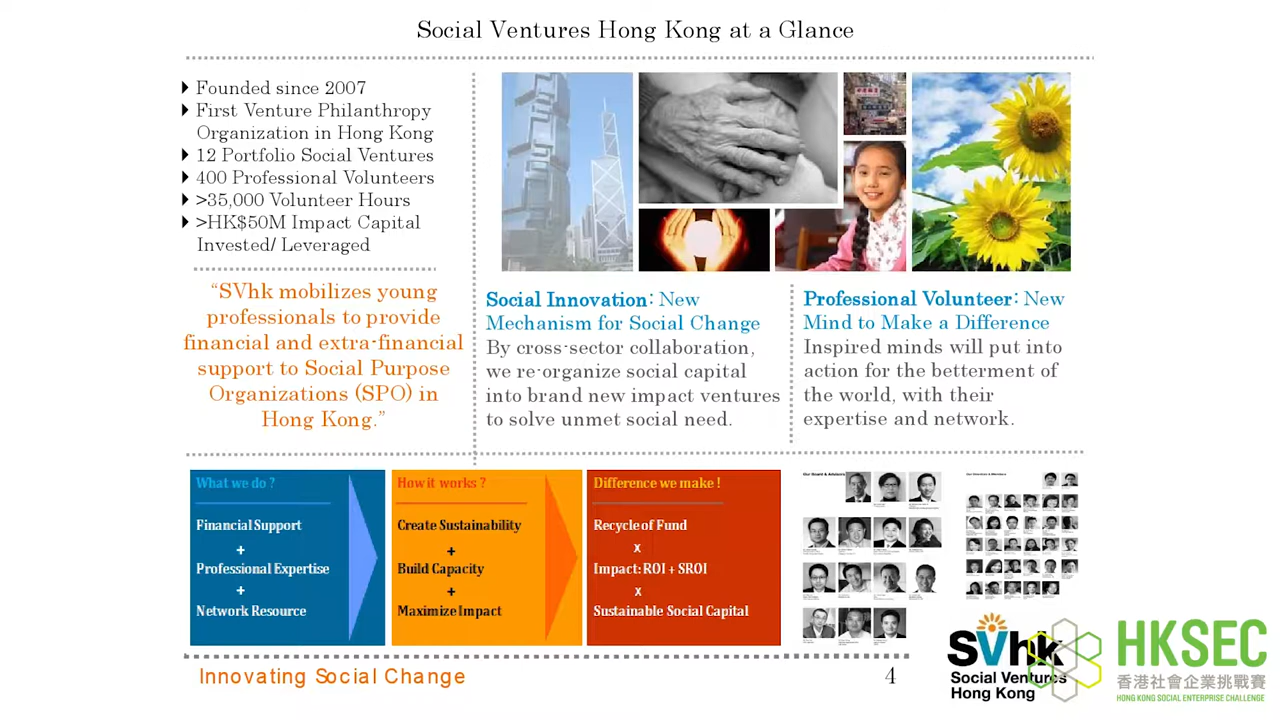 Social Ventures Hong Kong at a Glance
Founded since 2007
First Venture Philanthropy
Organization in Hong Kong
12 Portfolio Social Ventures
400 Professional Volunteers
>35,000 Volunteer Hours
>HK$50M Impact Capital
Invested/ Leveraged
“SVhk mobilizes young
professionals to provide
financial and extra-financial
support to Social Purpose
Organizations (SPO) in
Hong Kong.”
Social Innovation: New
Mechanism for Social Change
By cross-sector collaboration,
we re-organize social capital
into brand new impact ventures
to solve unmet social need.
Professional Volunteer: New
Mind to Make a Difference
Inspired minds will put into
action for the betterment of
the world, with their
expertise and network.
What we do ?
Financial Support
+
Professional Expertise
+
Network Resource
How it works ?
Create Sustainability
+
Build Capacity
+
Maximize Impact
Difference we make !
Recycle of Fund
x
Impact: ROI + SROI
x
Sustainable Social Capital
Our Board & Advisors
Innovating Social Change
4
SVhk
Social Ventures
Hong Kong
HKSEC
香港社會企業挑戰賽
HONG KONG SOCIAL ENTERPRISE CHALLENGE